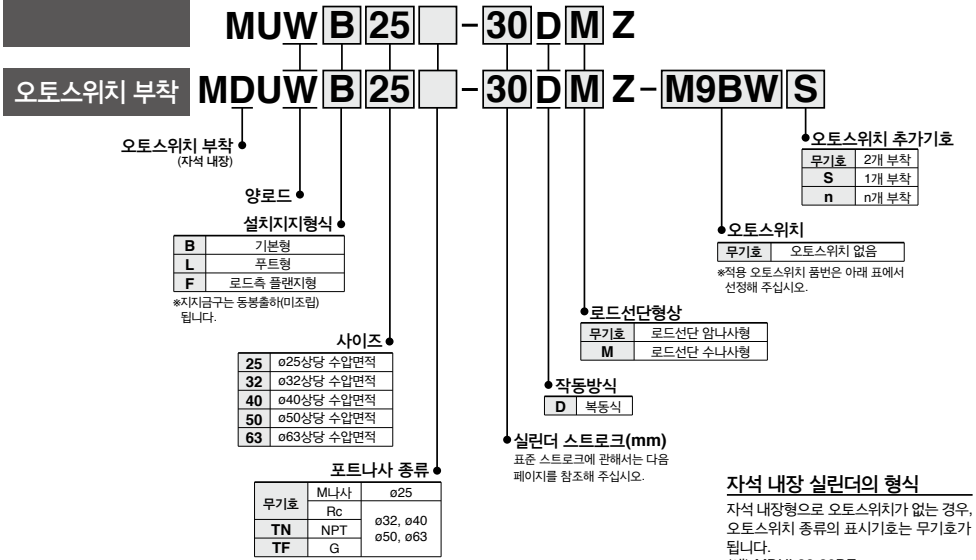 MUW B 25 - 30 D M Z
오토스위치 부착 MDUW B 25 - 30 D M Z - M9BW S
오토스위치 부착
(자석 내장)
양로드
설치지지형식
B 기본형
L 푸트형
F 로드측 플랜지형
※지지금구는 동봉출하(미조립)
됩니다.
사이즈
25 ø25상당 수압면적
32 ø32상당 수압면적
40 ø40상당 수압면적
50 ø50상당 수압면적
63 ø63상당 수압면적
포트나사 종류
무기호 M나사 ø25
Rc ø32, ø40
TN NPT ø50, ø63
TF G
오토스위치 추가기호
무기호 2개 부착
S 1개 부착
n n개 부착
오토스위치
무기호 오토스위치 없음
※적용 오토스위치 품번은 아래 표에서
선정해 주십시오.
로드선단형상
무기호 로드선단 암나사형
M 로드선단 수나사형
작동방식
D 복동식
실린더 스트로크(mm)
표준 스트로크에 관해서는 다음
페이지를 참조해 주십시오.
자석 내장 실린더의 형식
자석 내장형으로 오토스위치가 없는 경우,
오토스위치 종류의 표시기호는 무기호가
됩니다.